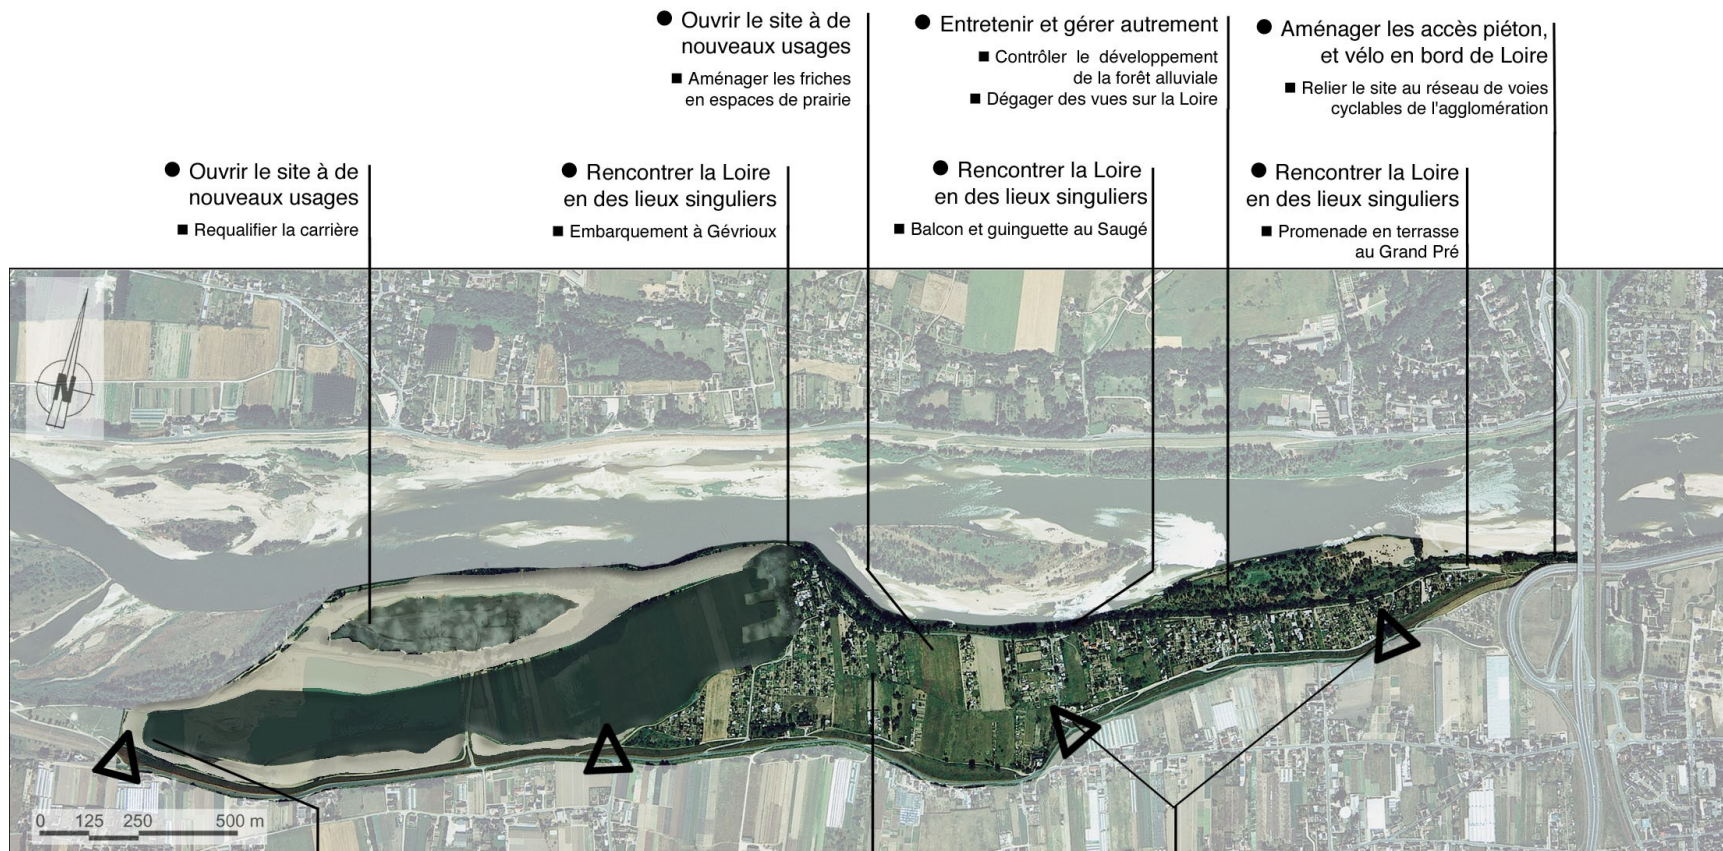 Ouvrir le site à de
nouveaux usages
Aménager les friches
en espaces de prairie
Entretenir et gérer autrement
Contrôler le développement
de la forêt alluviale
Dégager des vues sur la Loire
Aménager les accès piéton,
et vélo en bord de Loire
Relier le site au réseau de voies
cyclables de l'agglomération
Ouvrir le site à de
nouveaux usages
Requalifier la carrière
Rencontrer la Loire
en des lieux singuliers
Embarquement à Gévrioux
Rencontrer la Loire
en des lieux singuliers
Balcon et guinguette au Saugé
Rencontrer la Loire
en des lieux singuliers
Promenade en terrasse
au Grand Pré
N
0 125 250 500 m